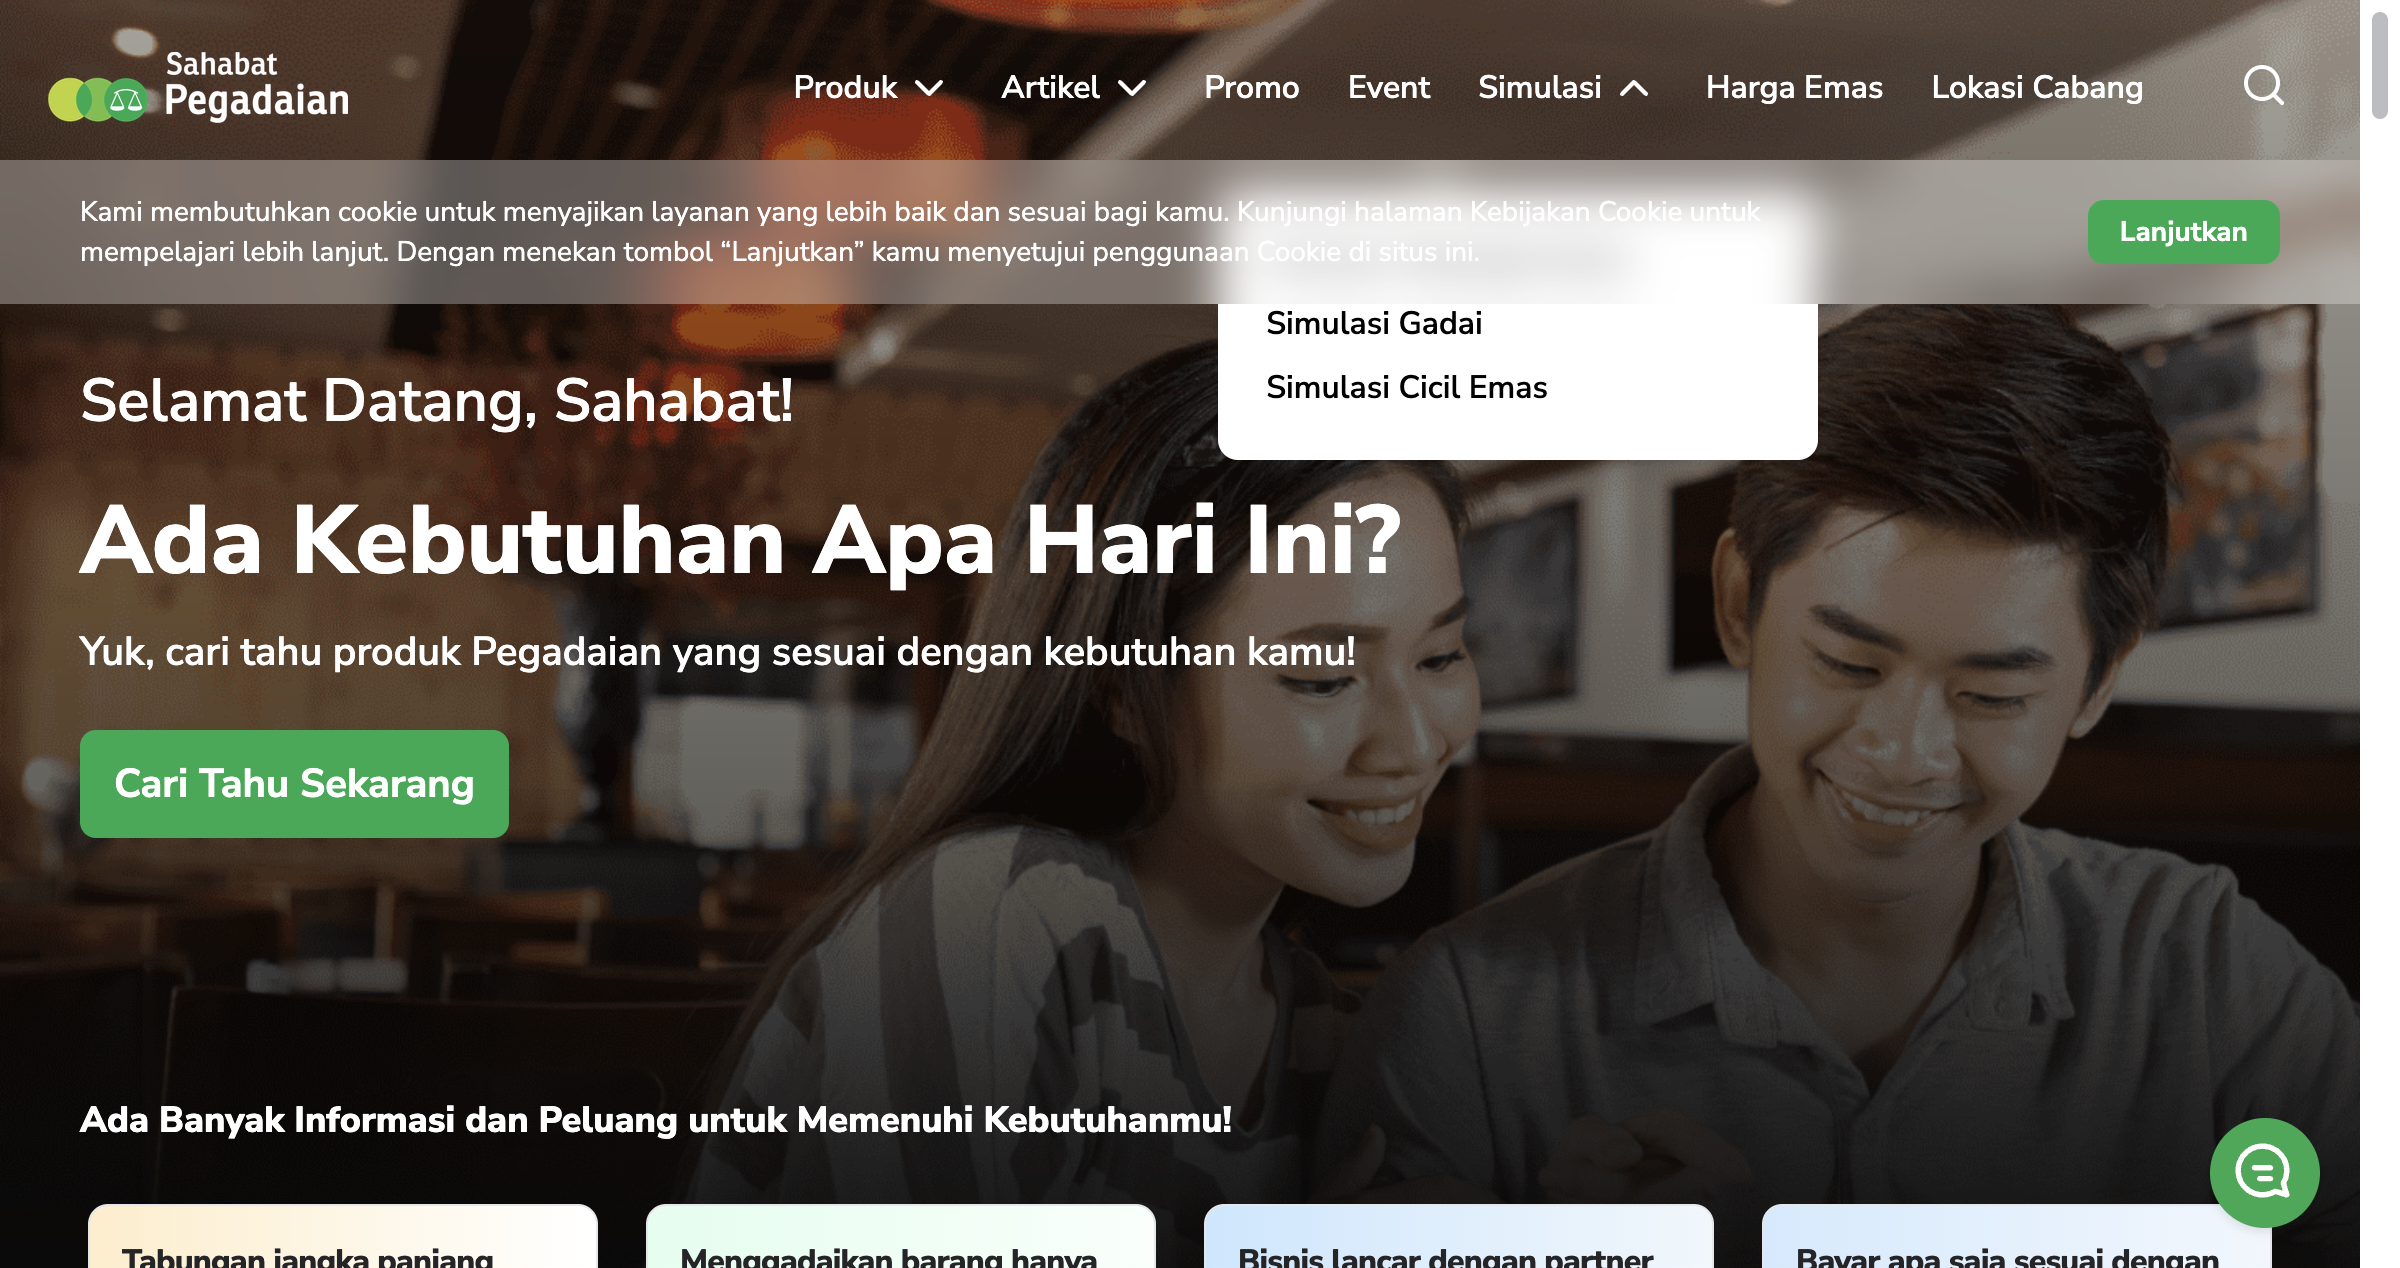 Sahabat
Pegadaian
Produk
Artikel
Promo
Event
Simulasi
Harga Emas
Lokasi Cabang
Kami membutuhkan cookie untuk menyajikan layanan yang lebih baik dan sesuai bagi kamu. Kunjungi halaman Kebijakan Cookie untuk
mempelajari lebih lanjut. Dengan menekan tombol “Lanjutkan” kamu menyetujui penggunaan Cookie di situs ini.
Lanjutkan
Simulasi Gadai
Simulasi Cicil Emas
Selamat Datang, Sahabat!
Ada Kebutuhan Apa Hari Ini?
Yuk, cari tahu produk Pegadaian yang sesuai dengan kebutuhan kamu!
Cari Tahu Sekarang
Ada Banyak Informasi dan Peluang untuk Memenuhi Kebutuhanmu!
Tabungan jangka panjang
Menggadaikan barang hanya
Bisnis lancar dengan partner
Bayar apa saja sesuai dengan